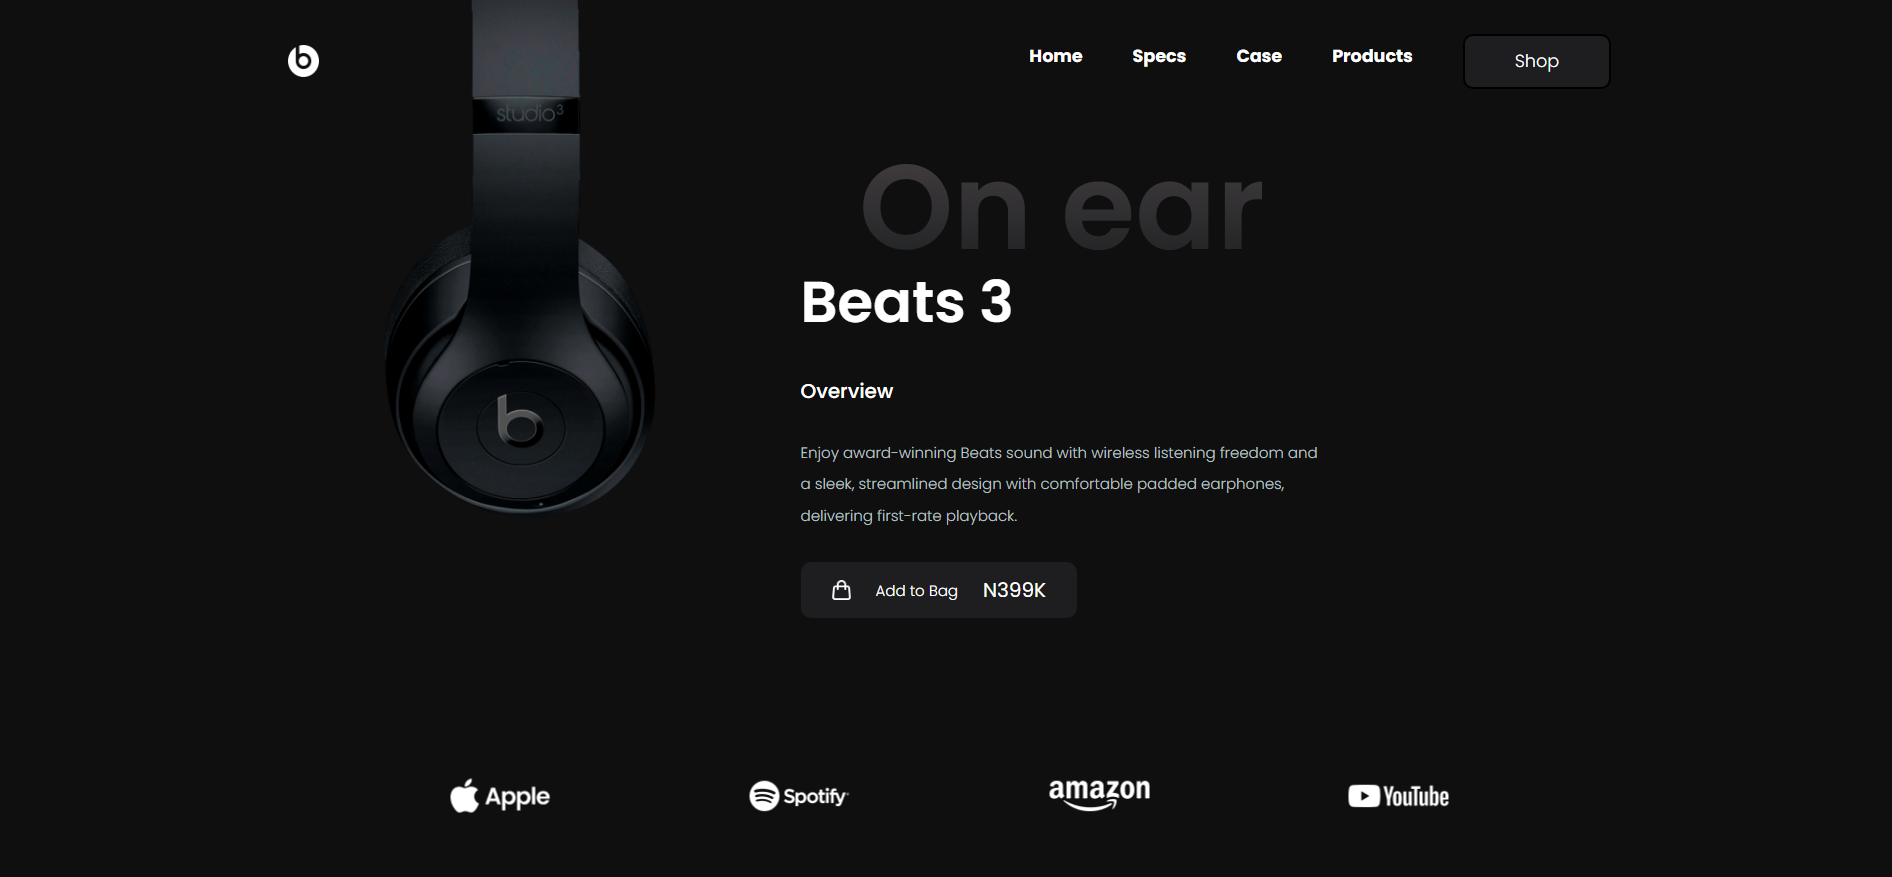 Home Specs Case Products Shop
studio3
On ear
Beats 3
Overview
Enjoy award-winning Beats sound with wireless listening freedom and
a sleek, streamlined design with comfortable padded earphones,
delivering first-rate playback.
Add to Bag N399K
Apple Spotify amazon YouTube